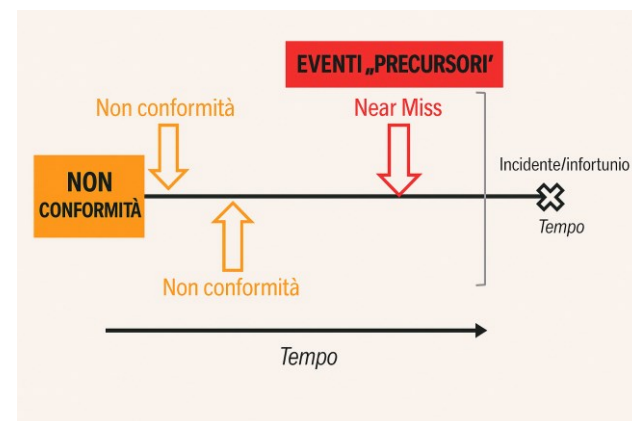 EVENTI „PRECURSORI'
Non conformità
Near Miss
NON
CONFORMITÀ
Incidente/infortunio
Tempo
Non conformità
Tempo